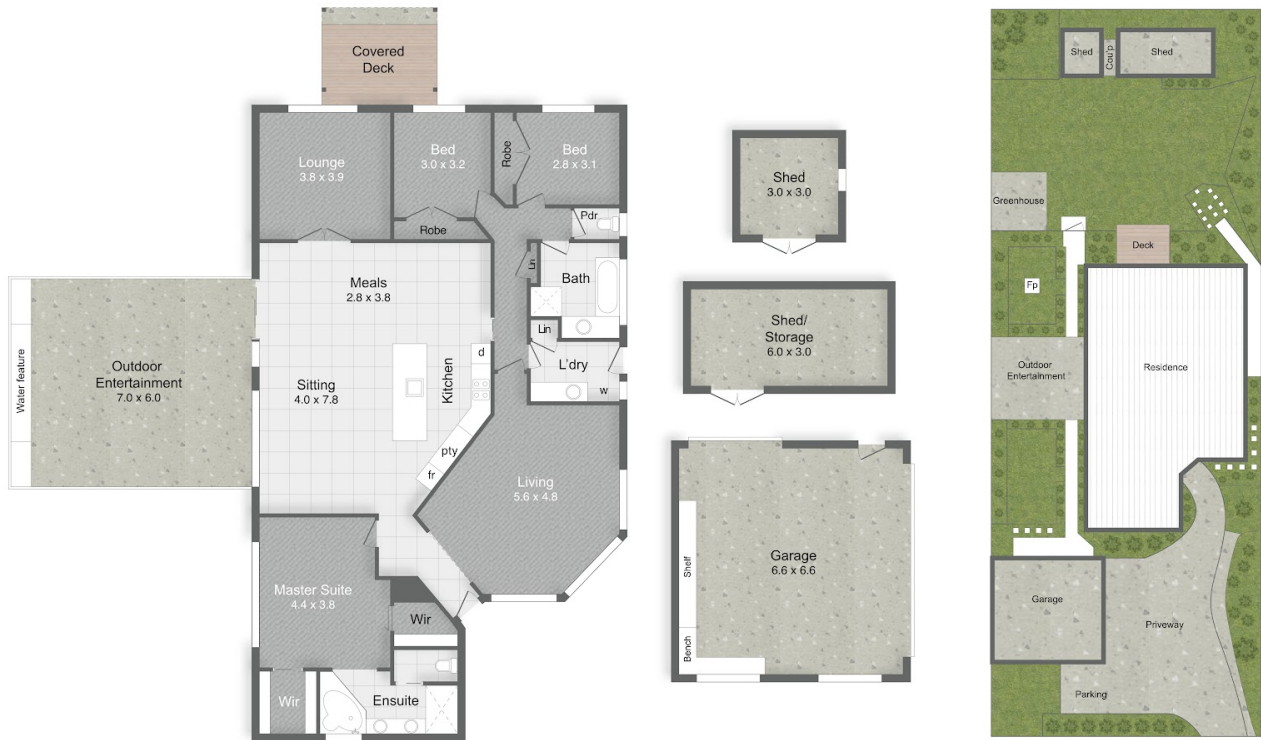 Covered
Deck
Lounge
3.8 x 3.9
Bed
3.0 x 3.2
Robe
Bed
2.8 x 3.1
Robe
Pdr
Lin
Bath
Meals
2.8 x 3.8
Lin
L'dry
w
d
Kitchen
pty
fr
Sitting
4.0 x 7.8
Water feature
Outdoor
Entertainment
7.0 x 6.0
Living
5.6 x 4.8
Master Suite
4.4 x 3.8
Wir
Wir
Ensuite
Shed
3.0 x 3.0
Shed/
Storage
6.0 x 3.0
Garage
6.6 x 6.6
Shelf
Bench
Shed
Cou'p
Shed
Greenhouse
Deck
Fp
Outdoor
Entertainment
Residence
Garage
Priveway
Parking